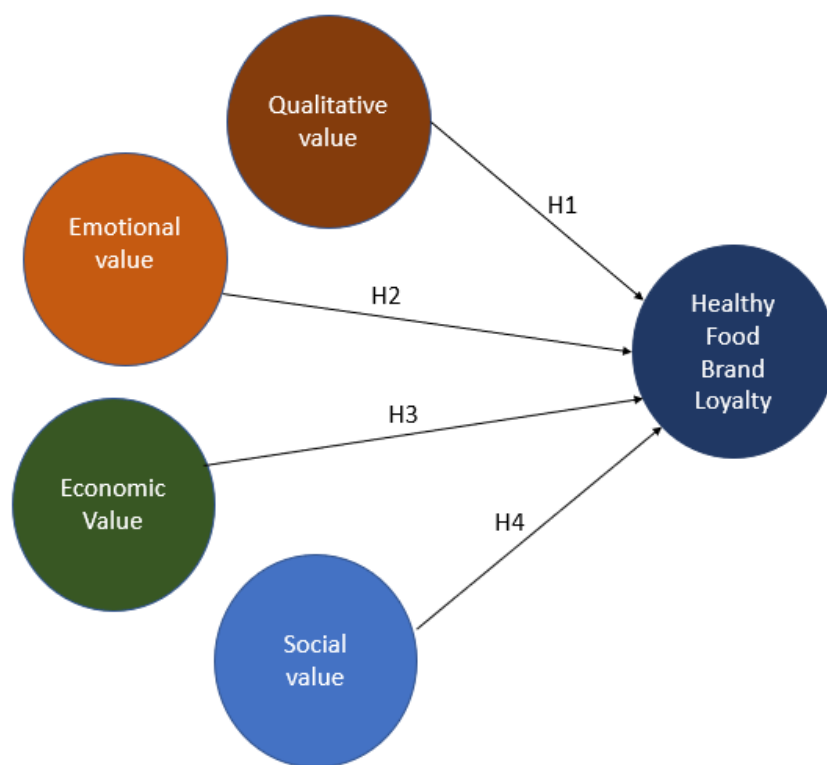 Qualitative
value
H1
Emotional
value
H2
Healthy
Food
Brand
Loyalty
H3
Economic
Value
H4
Social
value